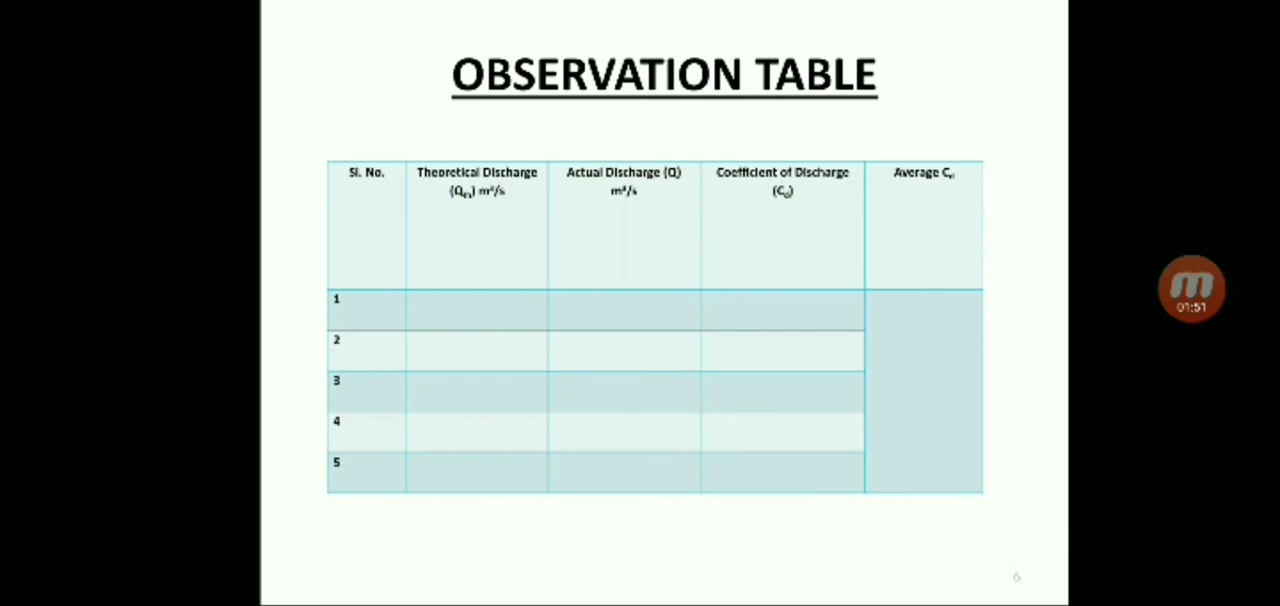 OBSERVATION TABLE
Sl. No.
Theoretical Discharge
(Qth) m³/s
Actual Discharge (Q)
m³/s
Coefficient of Discharge
(Cd)
Average Cd
1
2
3
4
5
01:51
6